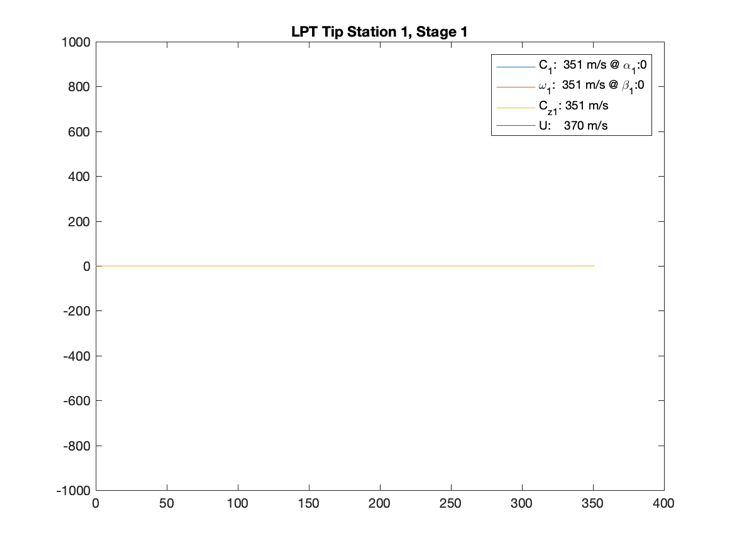 LPT Tip Station 1, Stage 1
1000
800
600
400
200
0
-200
-400
-600
-800
-1000
0 50 100 150 200 250 300 350 400
C1: 351 m/s @ α1:0
ω1: 351 m/s @ β1:0
Cz1: 351 m/s
U: 370 m/s